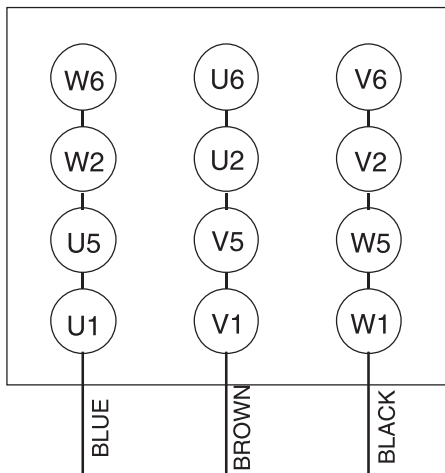 W6 U6 V6
W2 U2 V2
U5 V5 W5
U1 V1 W1
BLUE
BROWN
BLACK